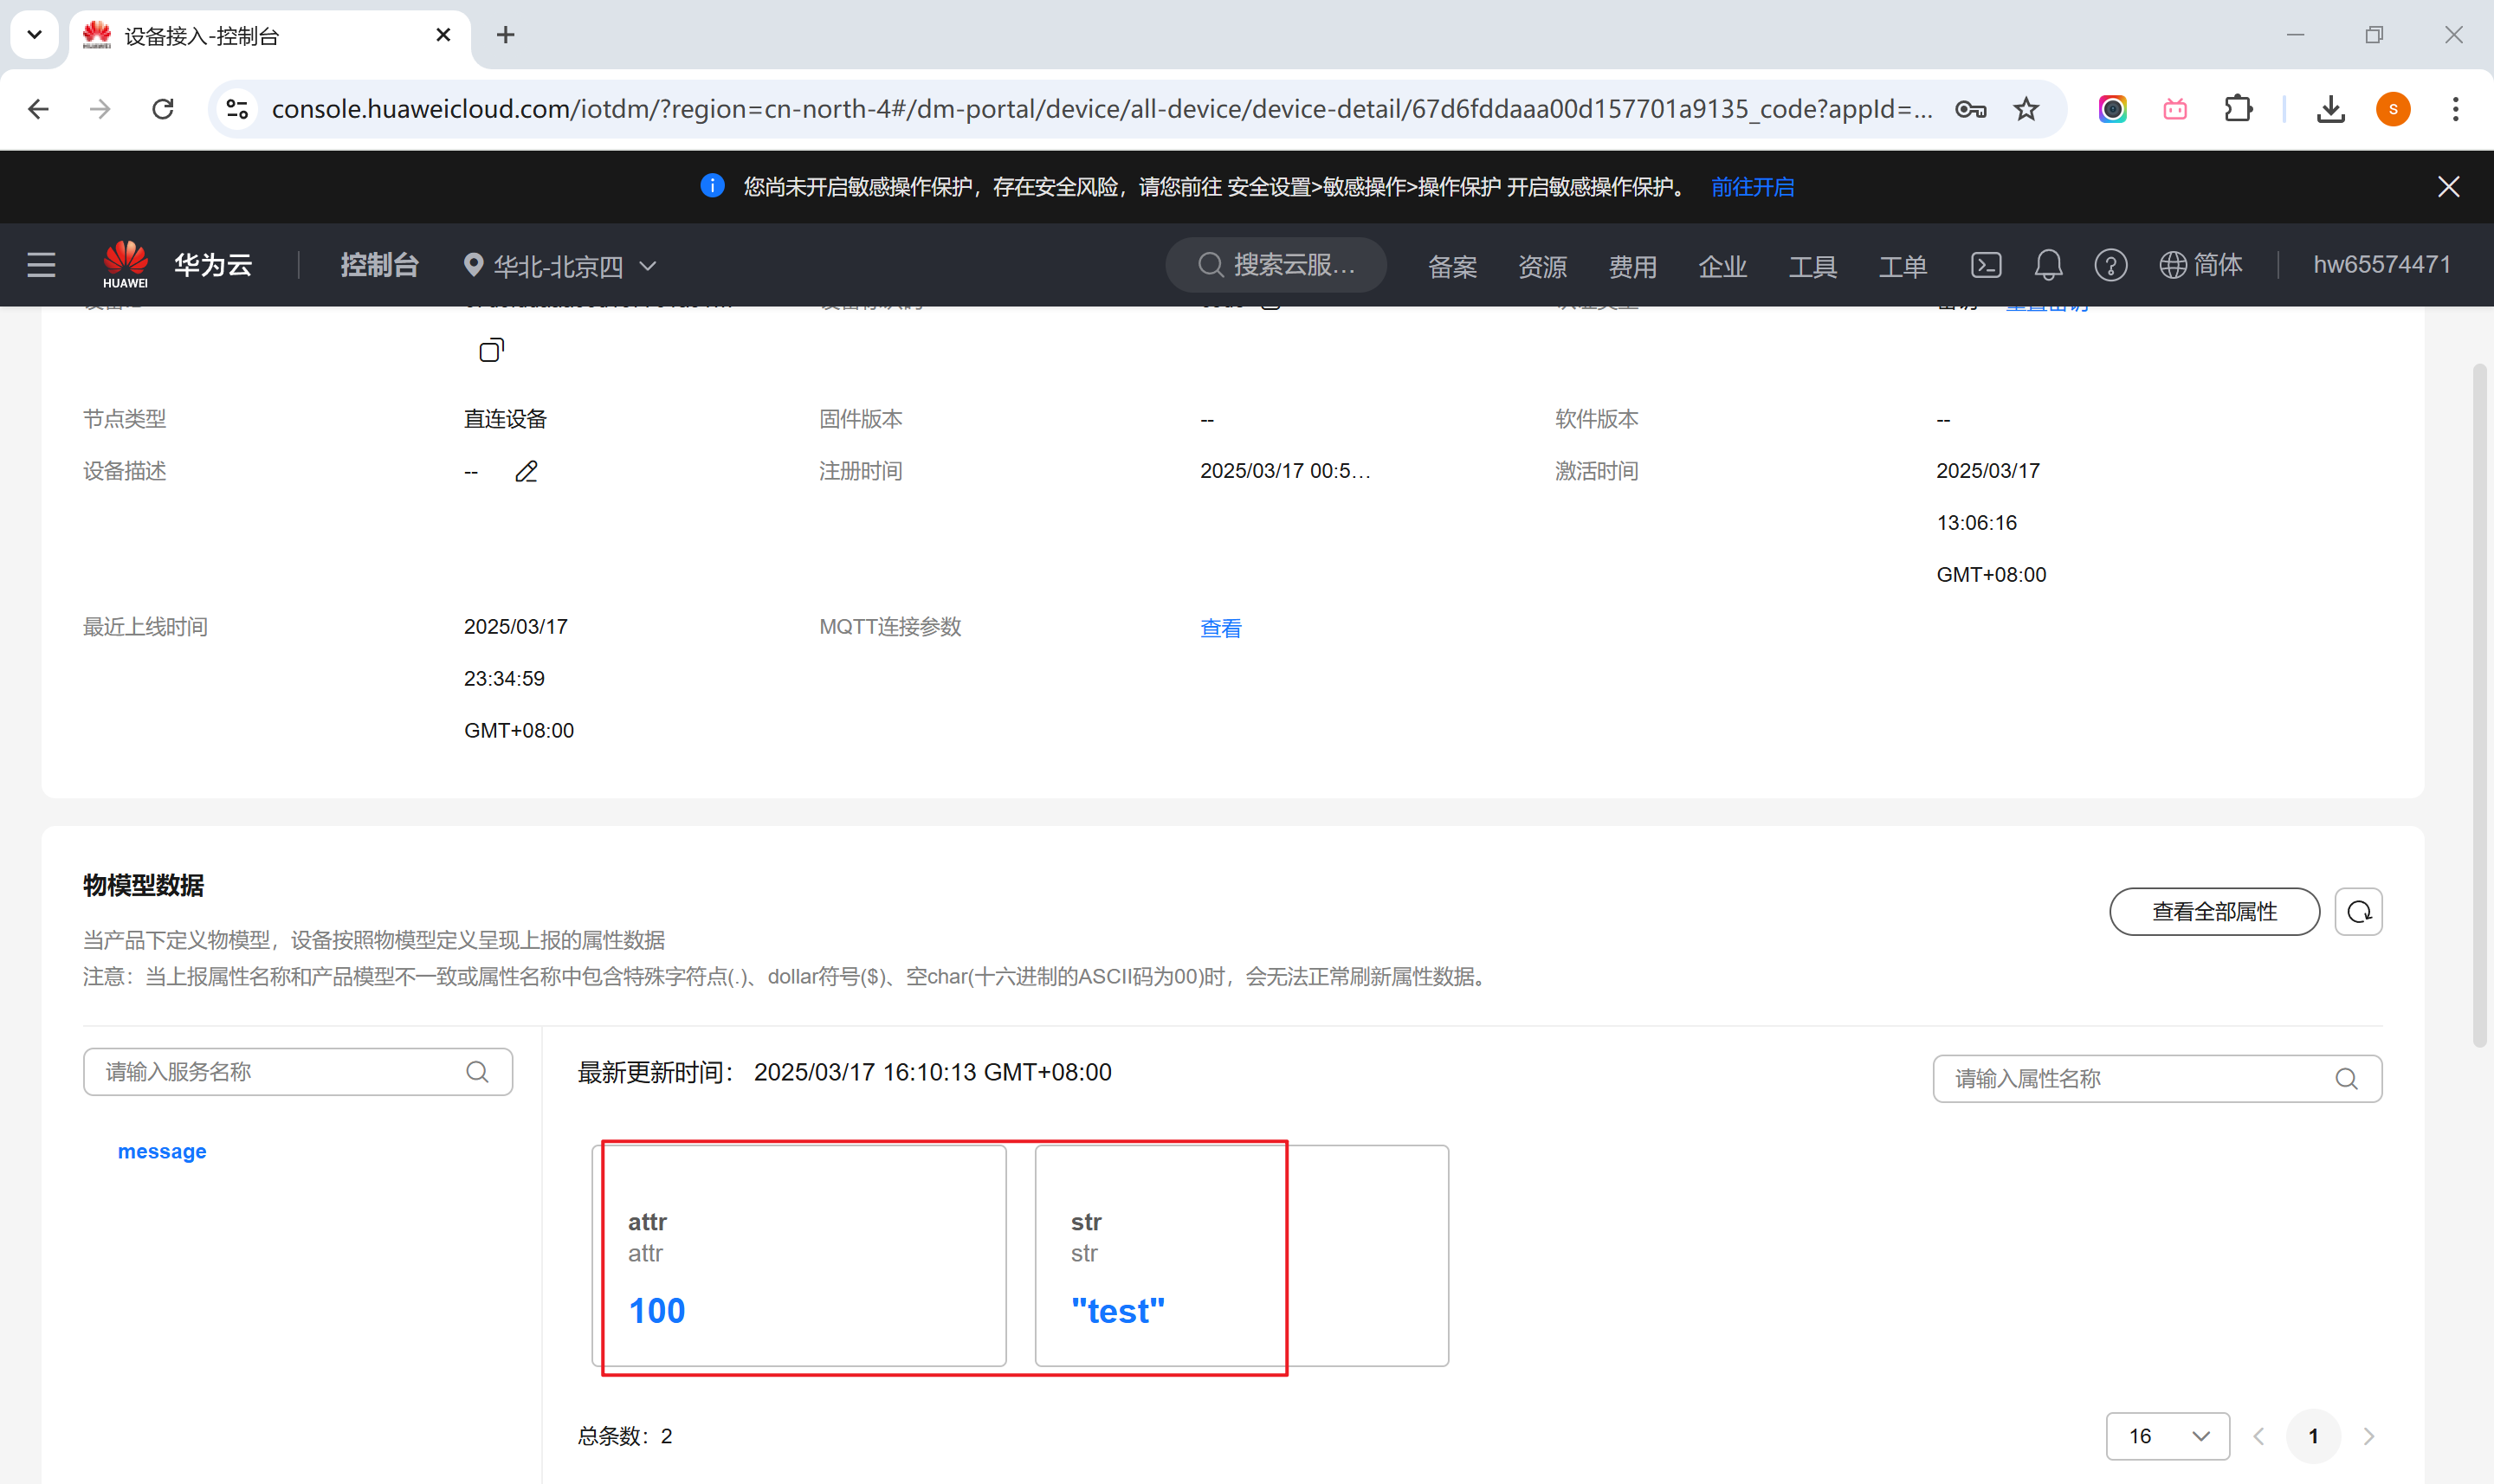 设备接入-控制台
console.huaweicloud.com/iotdm/?region=cn-north-4#/dm-portal/device/all-device/device-detail/67d6fddaaa00d157701a9135_code?appId=...
S
您尚未开启敏感操作保护，存在安全风险，请您前往 安全设置>敏感操作>操作保护 开启敏感操作保护。 前往开启
HUAWEI
华为云 控制台 华北-北京四 搜索云服... 备案 资源 费用 企业 工具 工单 简体 hw65574471
节点类型 直连设备 固件版本 -- 软件版本 --
设备描述 -- 注册时间 2025/03/17 00:5... 激活时间 2025/03/17
13:06:16
GMT+08:00
最近上线时间 2025/03/17 MQTT连接参数 查看
23:34:59
GMT+08:00
物模型数据
查看全部属性
当产品下定义物模型，设备按照物模型定义呈现上报的属性数据
注意：当上报属性名称和产品模型不一致或属性名称中包含特殊字符点(.)、dollar符号($)、空char(十六进制的ASCII码为00)时，会无法正常刷新属性数据。
请输入服务名称
最新更新时间： 2025/03/17 16:10:13 GMT+08:00
请输入属性名称
message
attr
attr
100
str
str
"test"
总条数：2
16
1